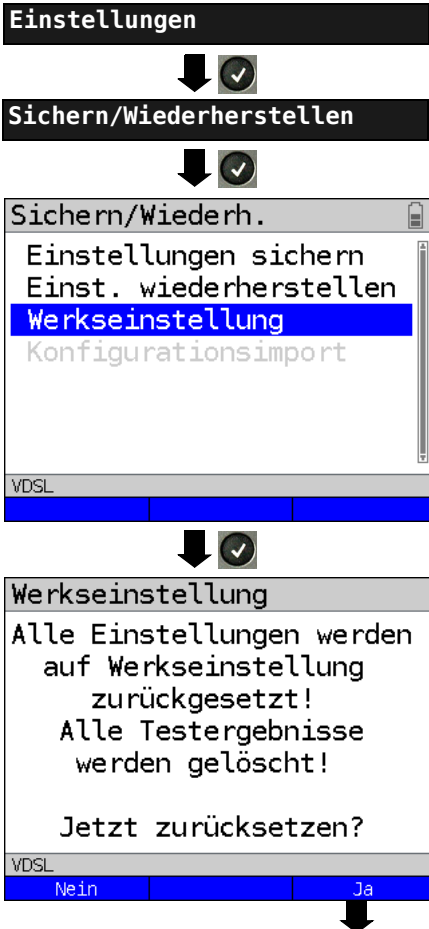 Einstellungen
Sichern/Wiederherstellen
Sichern/Wiederh.
Einstellungen sichern
Einst. wiederherstellen
Werkseinstellung
Konfigurationsimport
VDSL
Werkseinstellung
Alle Einstellungen werden
auf Werkseinstellung
zurückgesetzt!
Alle Testergebnisse
werden gelöscht!
Jetzt zurücksetzen?
VDSL
Nein Ja